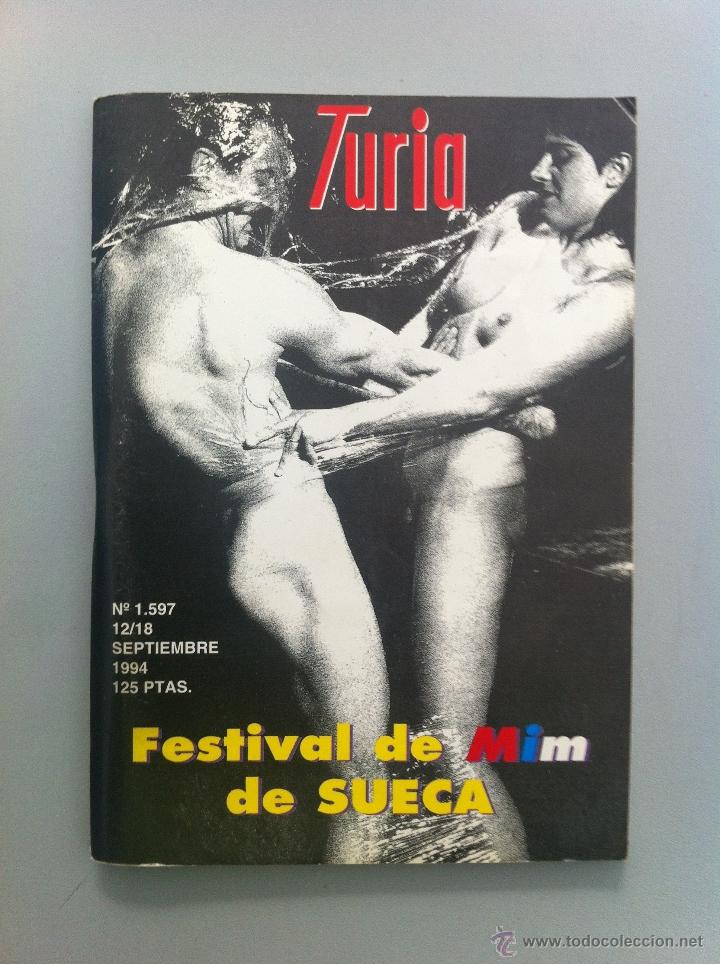 Turia
Nº 1.597
12/18
SEPTIEMBRE
1994
125 PTAS.
Festival de Mim
de SUECA
© www.todocoleccion.net